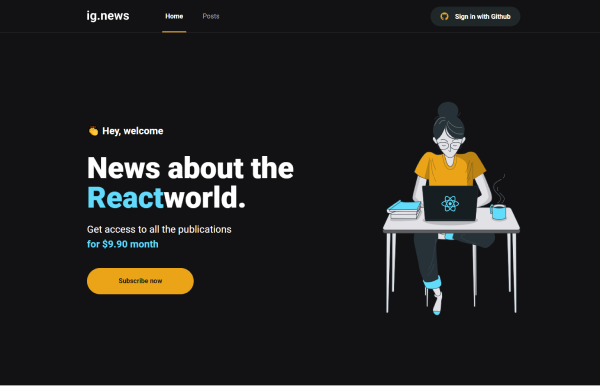 ig.news
Home
Posts
Sign in with Github
👏 Hey, welcome
News about the
Reactworld.
Get access to all the publications
for $9.90 month
Subscribe now